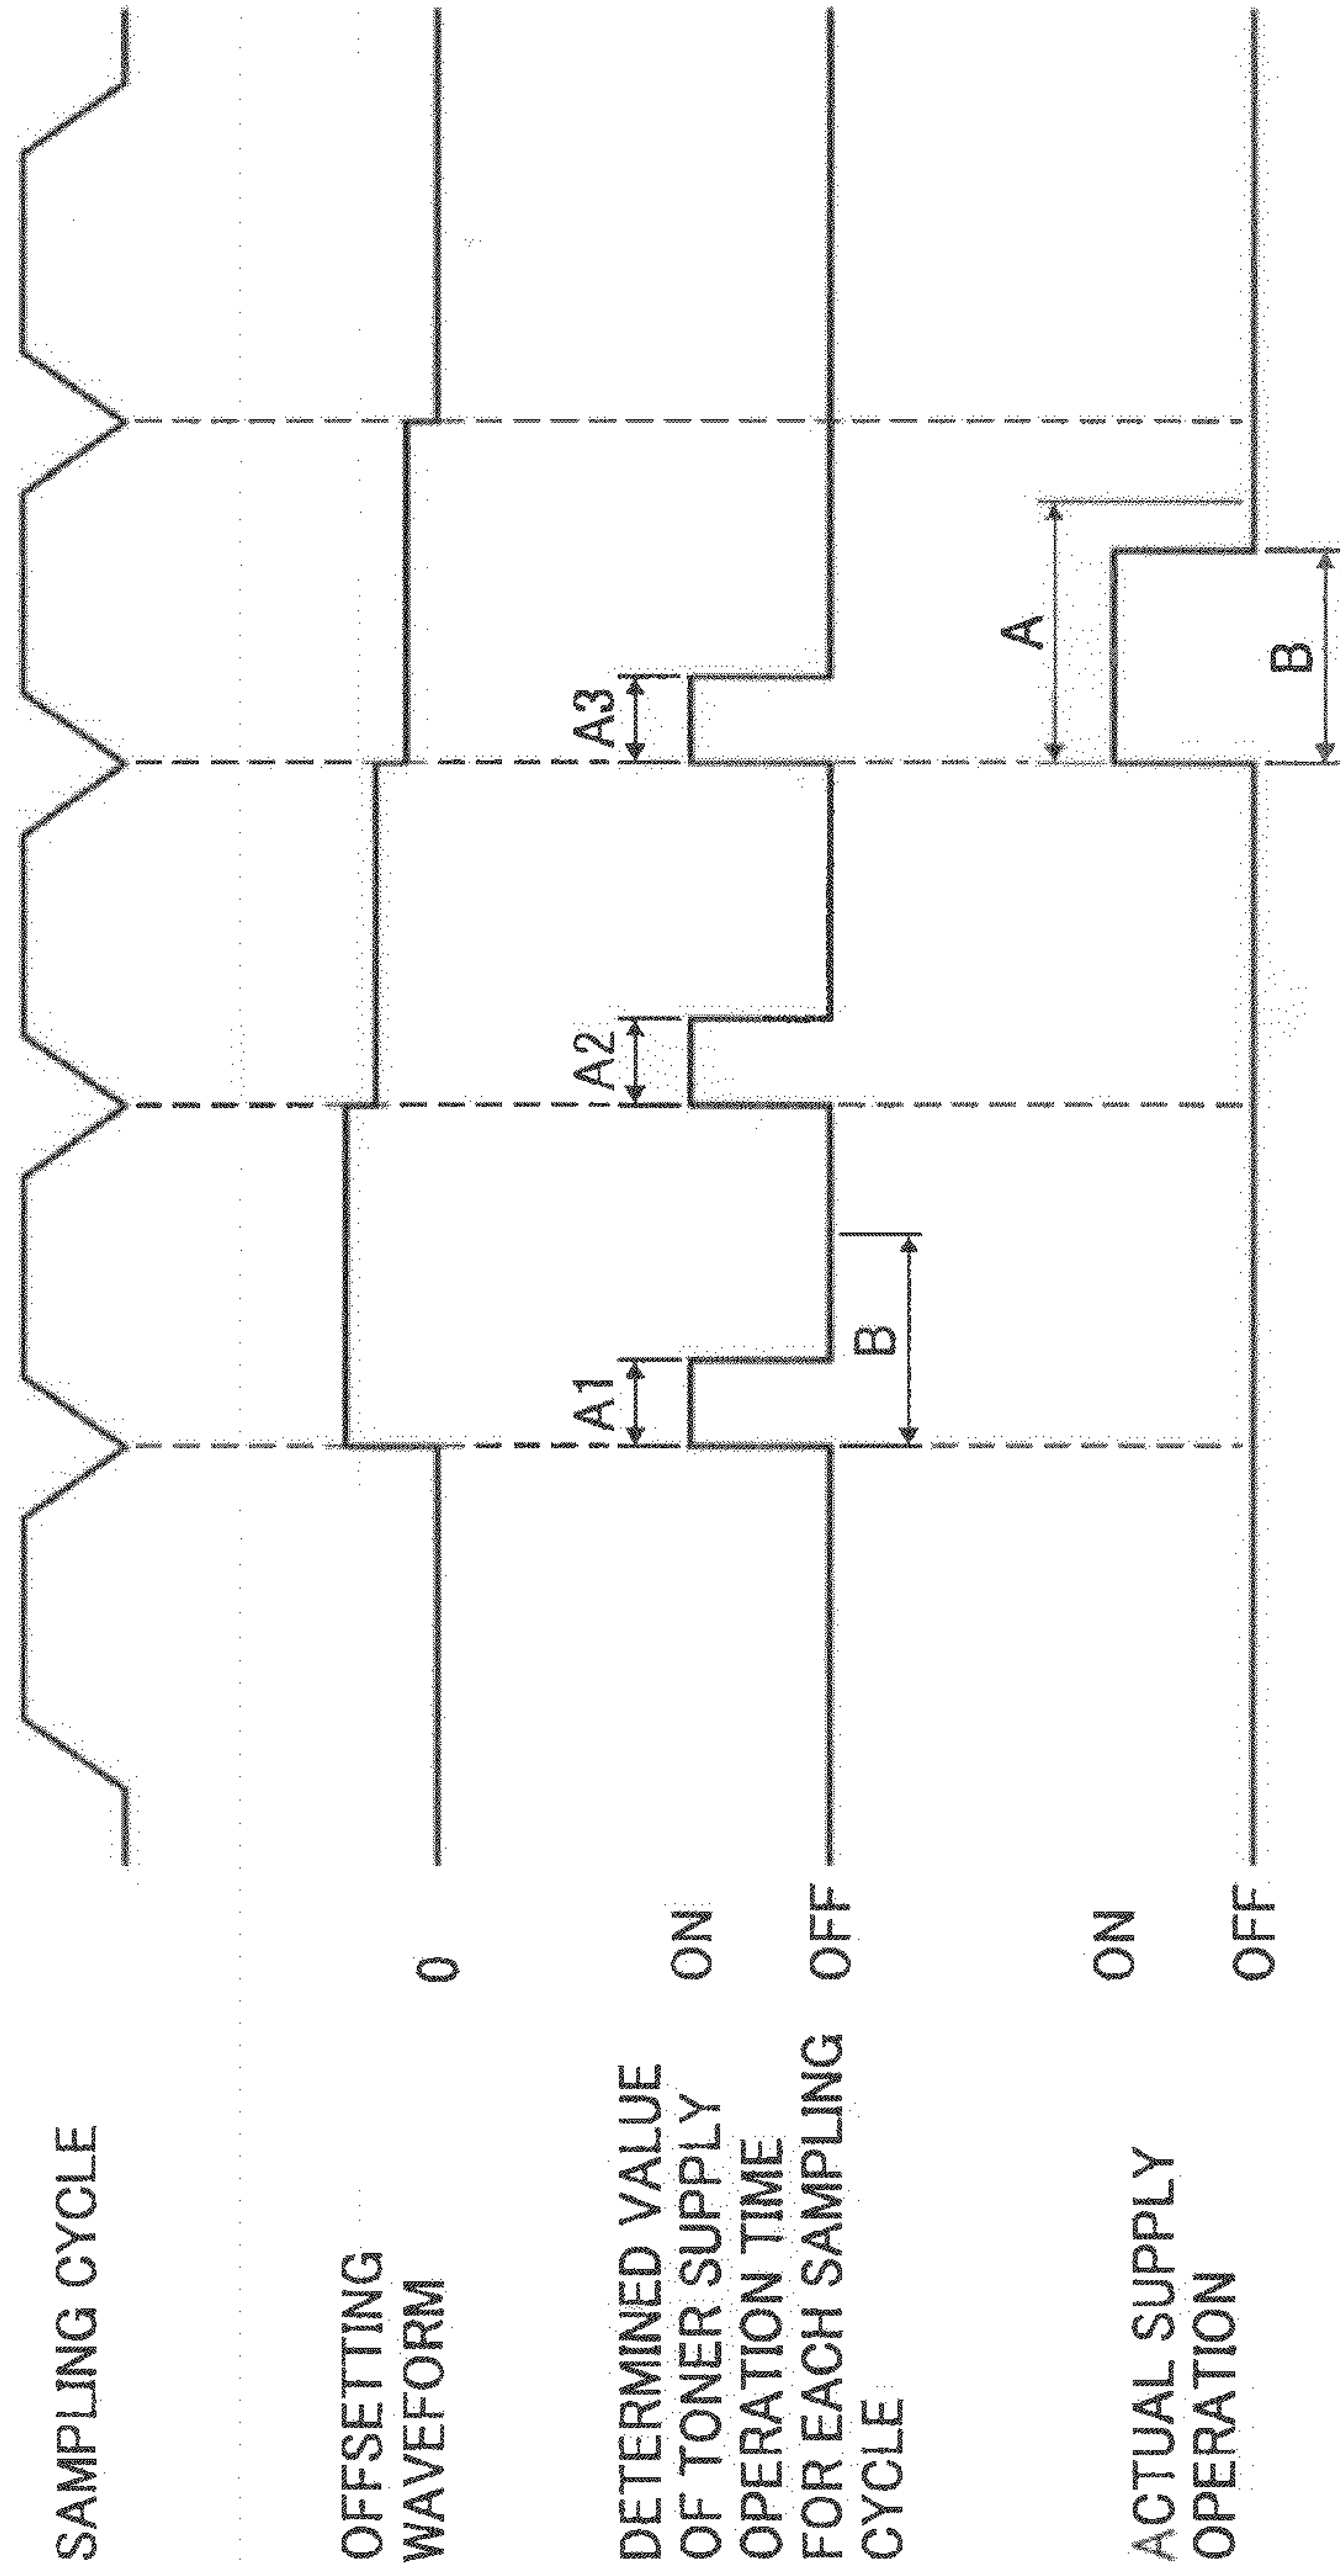 SAMPLING CYCLE
OFFSETTING
WAVEFORM
0
DETERMINED VALUE
OF TONER SUPPLY
OPERATION TIME
FOR EACH SAMPLING
CYCLE
ON
OFF
A1
A2
A3
B
ACTUAL SUPPLY
OPERATION
ON
OFF
A
B